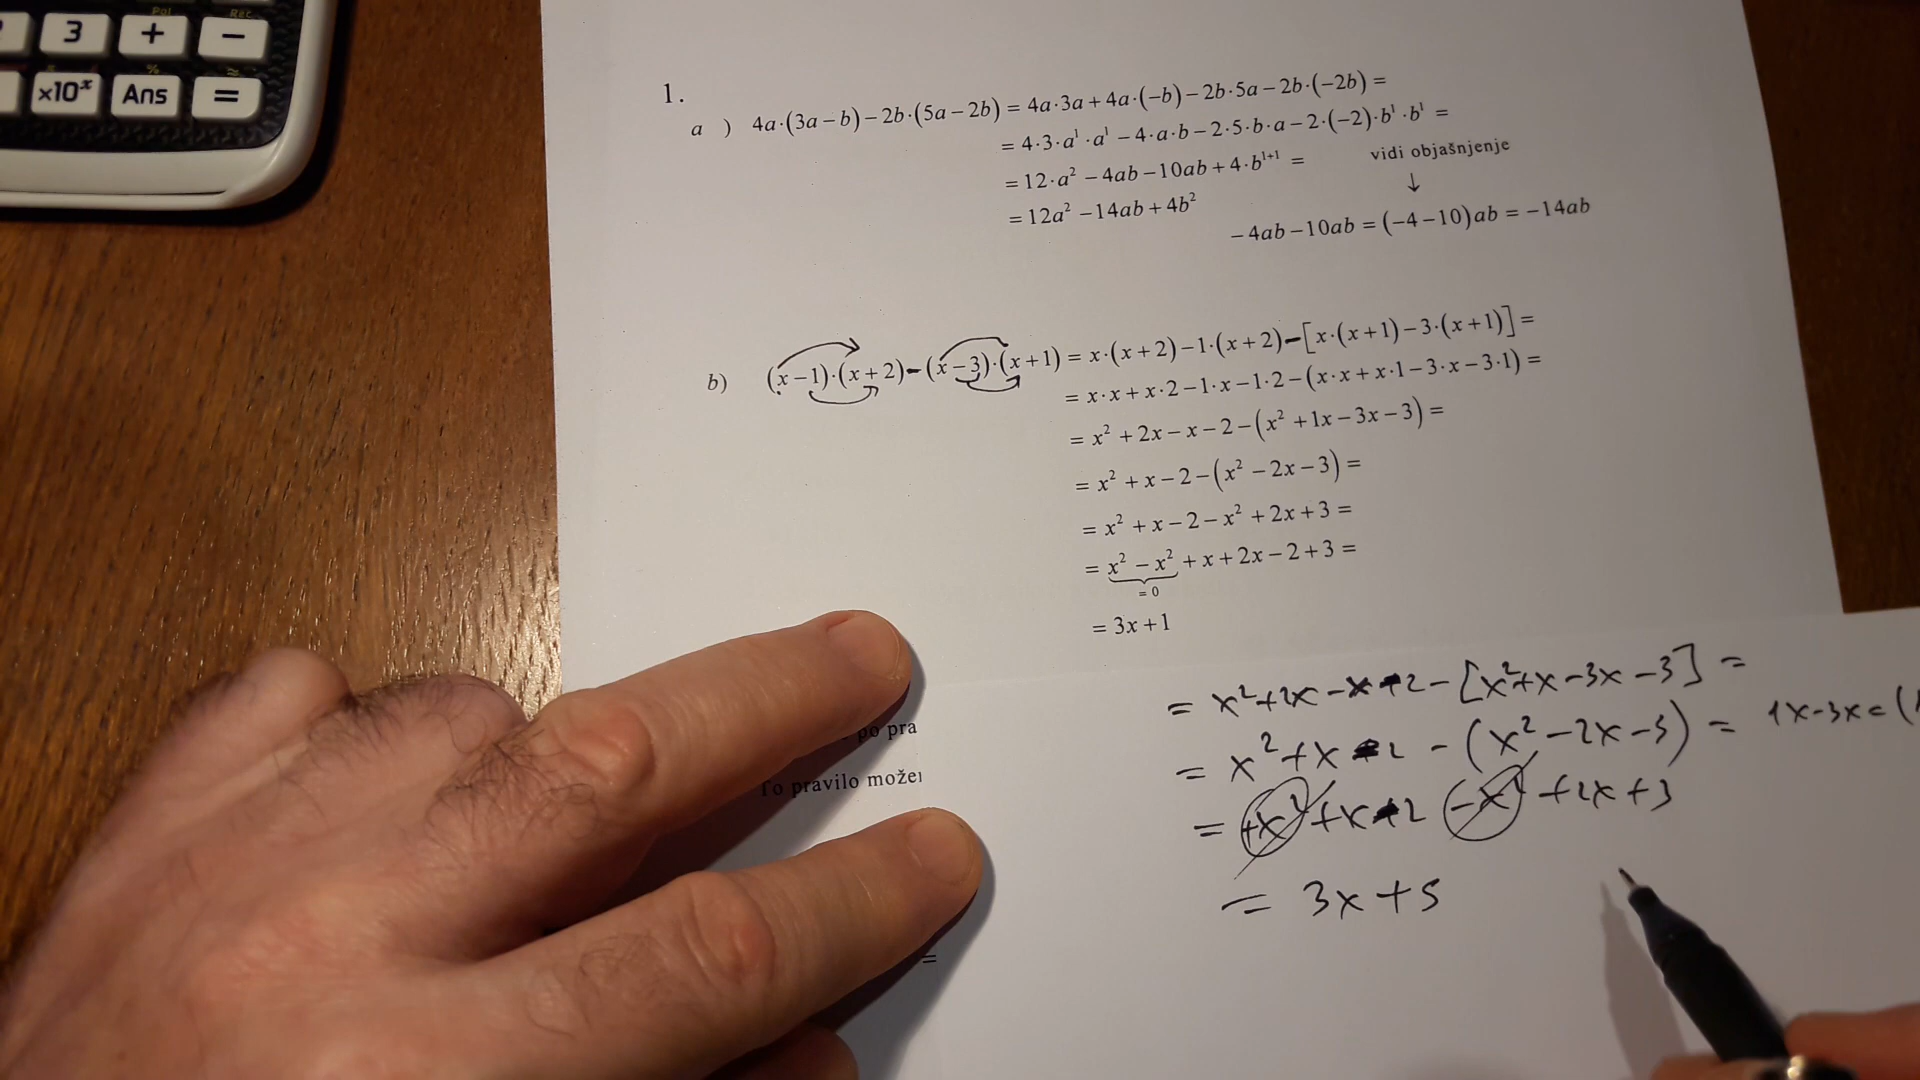 Pol Rec
3 + −
% ≈
×10ˣ Ans =
1.
a ) 4a·(3a−b)−2b·(5a−2b) = 4a·3a+4a·(−b)−2b·5a−2b·(−2b) =
= 4·3·a¹·a¹−4·a·b−2·5·b·a−2·(−2)·b¹·b¹ =
= 12·a²−4ab−10ab+4·b¹⁺¹ =
vidi objašnjenje
↓
= 12a²−14ab+4b²
−4ab−10ab = (−4−10)ab = −14ab
b) (x−1)·(x+2)−(x−3)·(x+1) = x·(x+2)−1·(x+2)−[x·(x+1)−3·(x+1)] =
= x·x+x·2−1·x−1·2−(x·x+x·1−3·x−3·1) =
= x²+2x−x−2−(x²+1x−3x−3) =
= x²+x−2−(x²−2x−3) =
= x²+x−2−x²+2x+3 =
= x²−x²+x+2x−2+3 =
= 0
= 3x+1
= x²+2x−x−2−[x²+x−3x−3] =
= x²+x−2−(x²−2x−3) = 1x−3x=(
= +x²+x−2−x²+2x+3
= 3x+5
po pra
To pravilo može
=